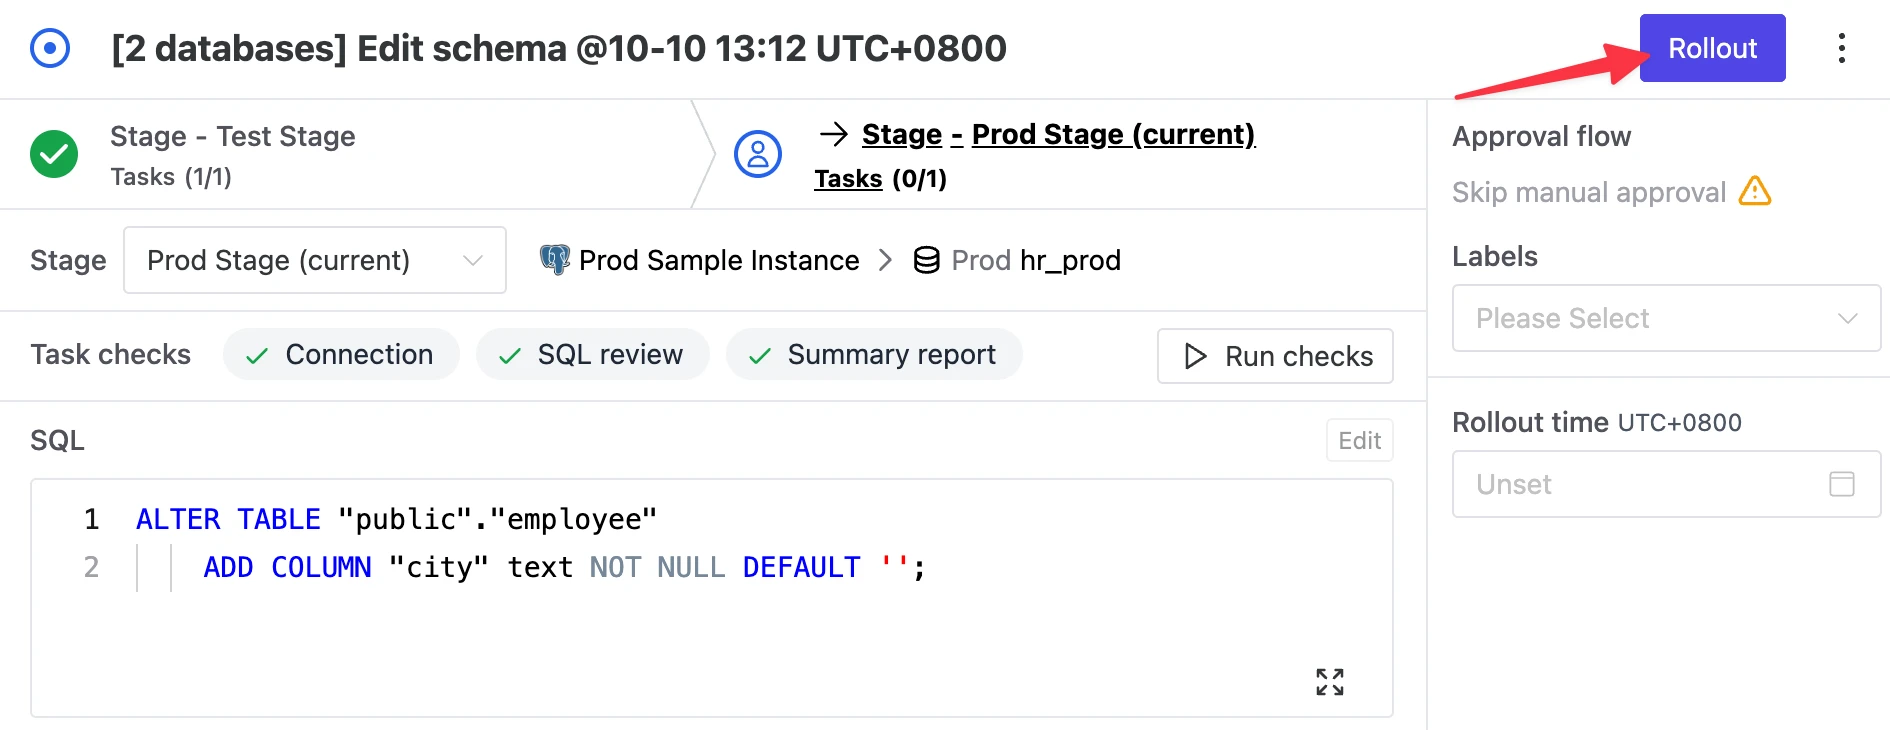 [2 databases] Edit schema @10-10 13:12 UTC+0800
Rollout
Stage - Test Stage
Tasks (1/1)
→ Stage - Prod Stage (current)
Tasks (0/1)
Stage
Prod Stage (current)
Prod Sample Instance > Prod hr_prod
Task checks
Connection
SQL review
Summary report
Run checks
SQL
Edit
1 ALTER TABLE "public"."employee"
2 ADD COLUMN "city" text NOT NULL DEFAULT '';
Approval flow
Skip manual approval
Labels
Please Select
Rollout time UTC+0800
Unset